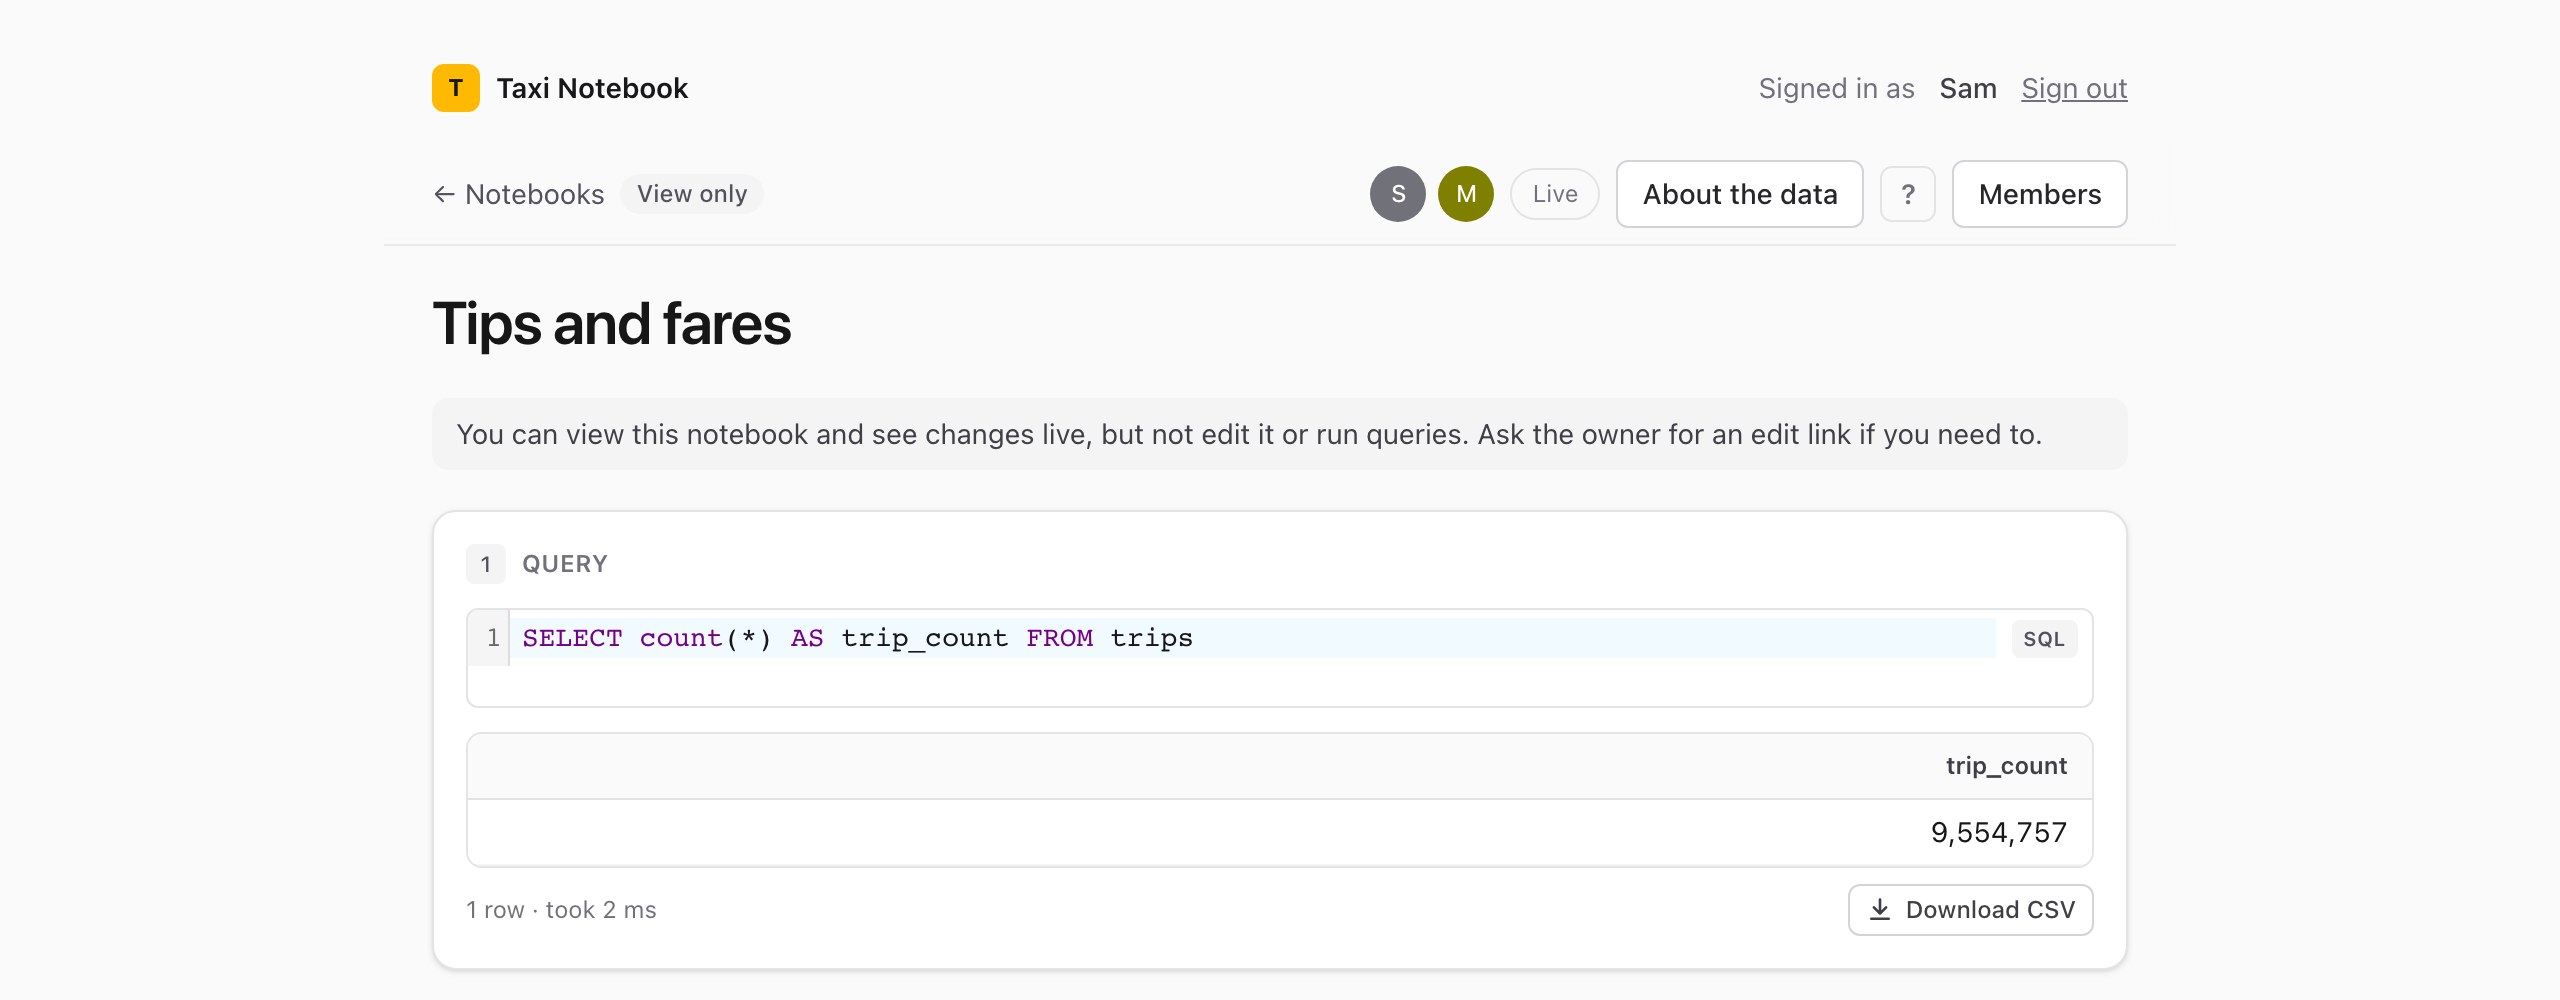 T Taxi Notebook
Signed in as Sam Sign out
← Notebooks View only
S M Live About the data ? Members
Tips and fares
You can view this notebook and see changes live, but not edit it or run queries. Ask the owner for an edit link if you need to.
1 QUERY
1 SELECT count(*) AS trip_count FROM trips SQL
trip_count
9,554,757
1 row · took 2 ms
Download CSV